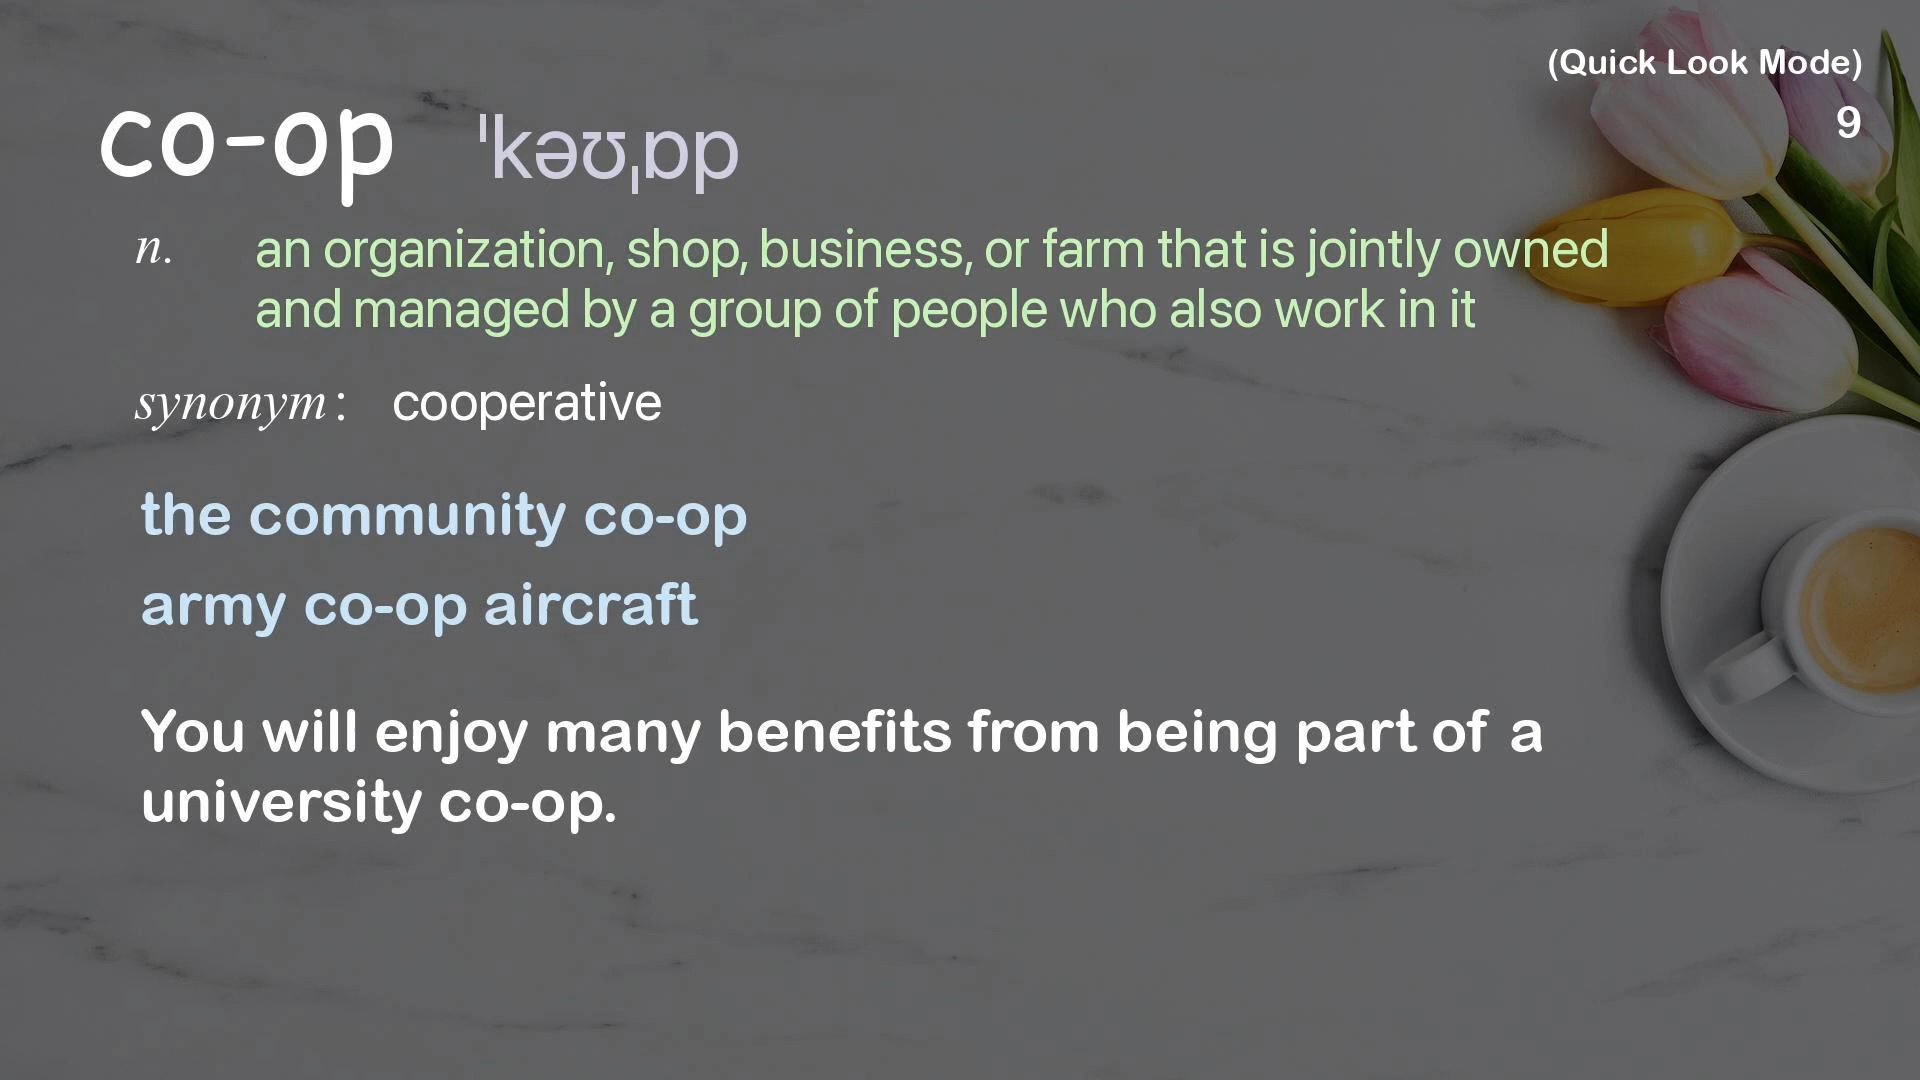 (Quick Look Mode)
9
co-op ˈkəʊˌɒp
n. an organization, shop, business, or farm that is jointly owned
and managed by a group of people who also work in it
synonym: cooperative
the community co-op
army co-op aircraft
You will enjoy many benefits from being part of a
university co-op.